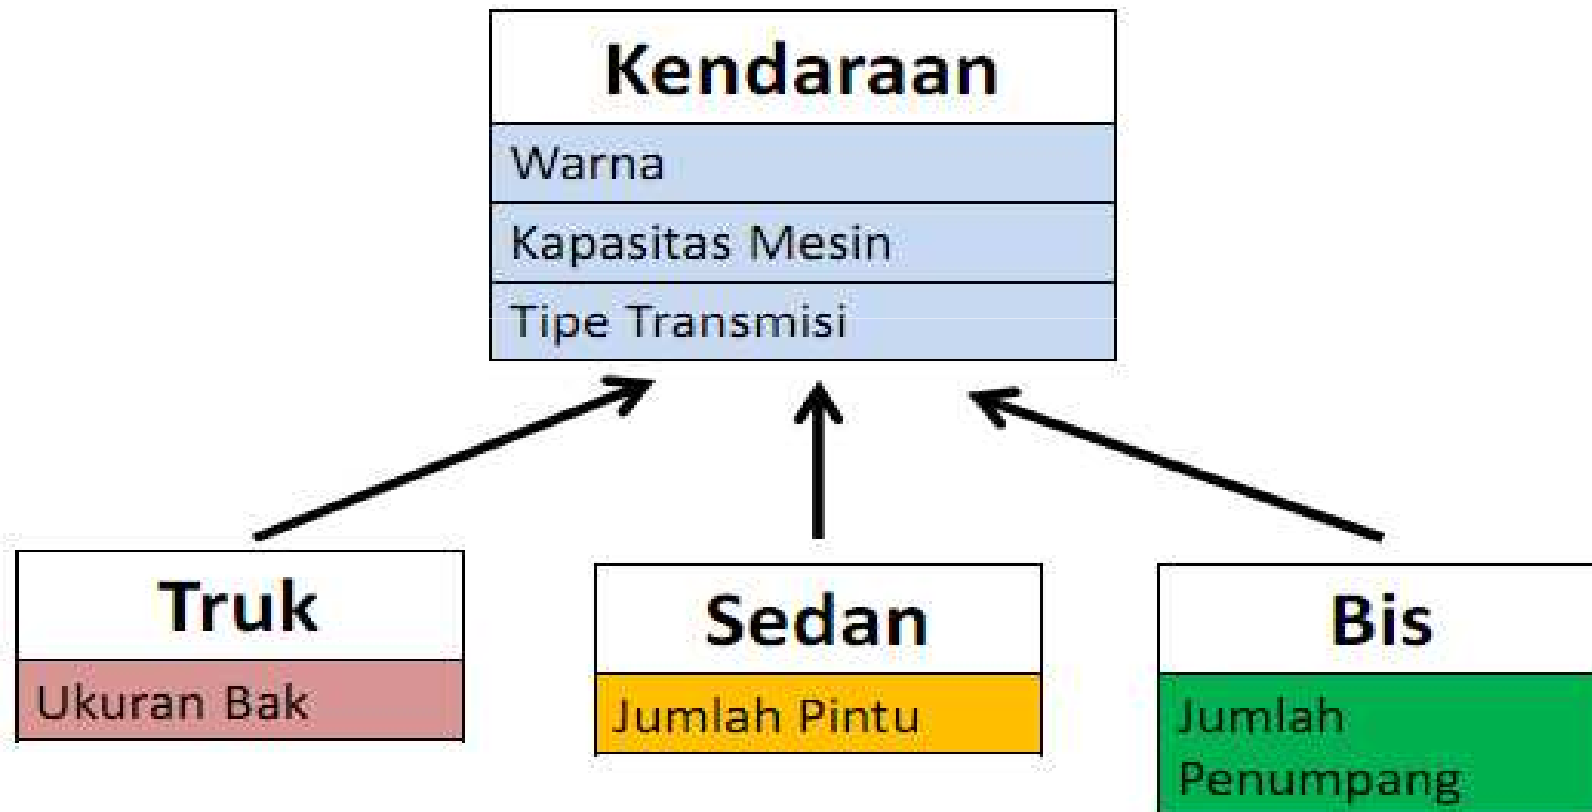 Kendaraan
Warna
Kapasitas Mesin
Tipe Transmisi
Truk
Ukuran Bak
Sedan
Jumlah Pintu
Bis
Jumlah
Penumpang